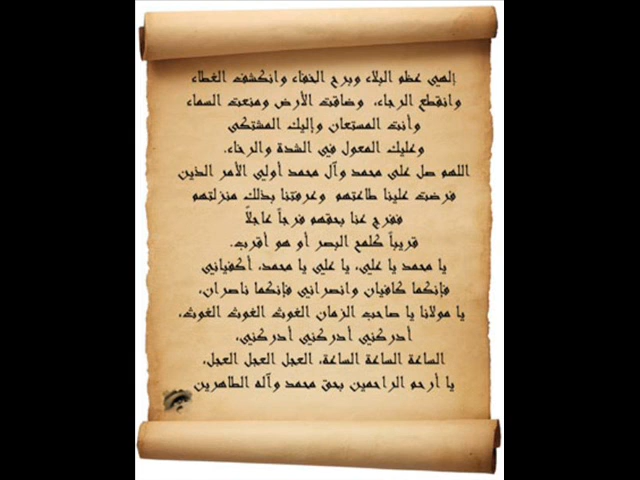 إلهي عظم البلاء وبرح الخفاء وانكشف الغطاء
وانقطع الرجاء، وضاقت الأرض ومنعت السماء
وأنت المستعان وإليك المشتكى
وعليك المعول في الشدة والرخاء.
اللهم صل على محمد وآل محمد أولي الأمر الذين
فرضت علينا طاعتهم وعرفتنا بذلك منزلتهم
ففرج عنا بحقهم فرجاً عاجلاً
قريباً كلمح البصر أو هو أقرب.
يا محمد يا علي، يا علي يا محمد، أكفياني
فإنكما كافيان وانصراني فإنكما ناصران،
يا مولانا يا صاحب الزمان الغوث الغوث الغوث،
أدركني أدركني أدركني،
الساعة الساعة الساعة، العجل العجل العجل،
يا أرحم الراحمين بحق محمد وآله الطاهرين